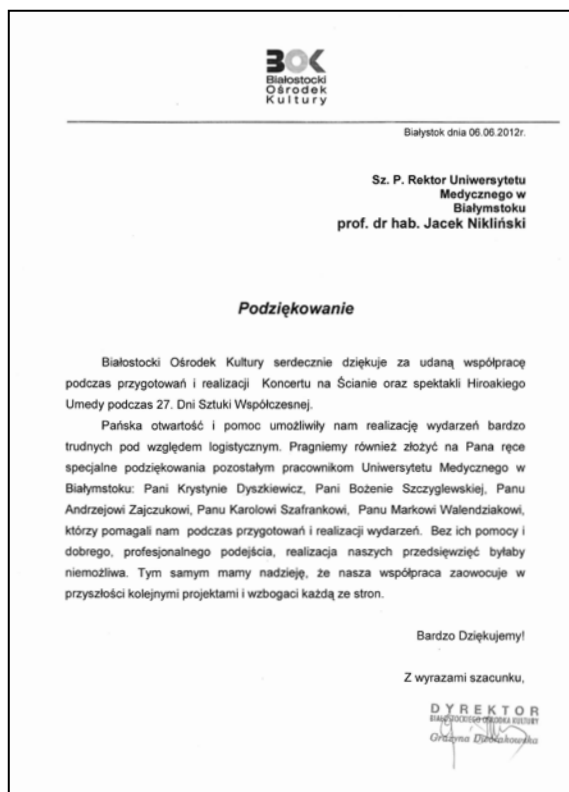 BOK
Białostocki
Ośrodek
Kultury
Białystok dnia 06.06.2012r.
Sz. P. Rektor Uniwersytetu
Medycznego w
Białymstoku
prof. dr hab. Jacek Nikliński
Podziękowanie
Białostocki Ośrodek Kultury serdecznie dziękuje za udaną współpracę
podczas przygotowań i realizacji Koncertu na Ścianie oraz spektakli Hiroakiego
Umedy podczas 27. Dni Sztuki Współczesnej.
Pańska otwartość i pomoc umożliwiły nam realizację wydarzeń bardzo
trudnych pod względem logistycznym. Pragniemy również złożyć na Pana ręce
specjalne podziękowania pozostałym pracownikom Uniwersytetu Medycznego w
Białymstoku: Pani Krystynie Dyszkiewicz, Pani Bożenie Szczyglewskiej, Panu
Andrzejowi Zajczukowi, Panu Karolowi Szafrankowi, Panu Markowi Walendziakowi,
którzy pomagali nam podczas przygotowań i realizacji wydarzeń. Bez ich pomocy i
dobrego, profesjonalnego podejścia, realizacja naszych przedsięwzięć byłaby
niemożliwa. Tym samym mamy nadzieję, że nasza współpraca zaowocuje w
przyszłości kolejnymi projektami i wzbogaci każdą ze stron.
Bardzo Dziękujemy!
Z wyrazami szacunku,
DYREKTOR
BIAŁOSTOCKIEGO OŚRODKA KULTURY
Grażyna